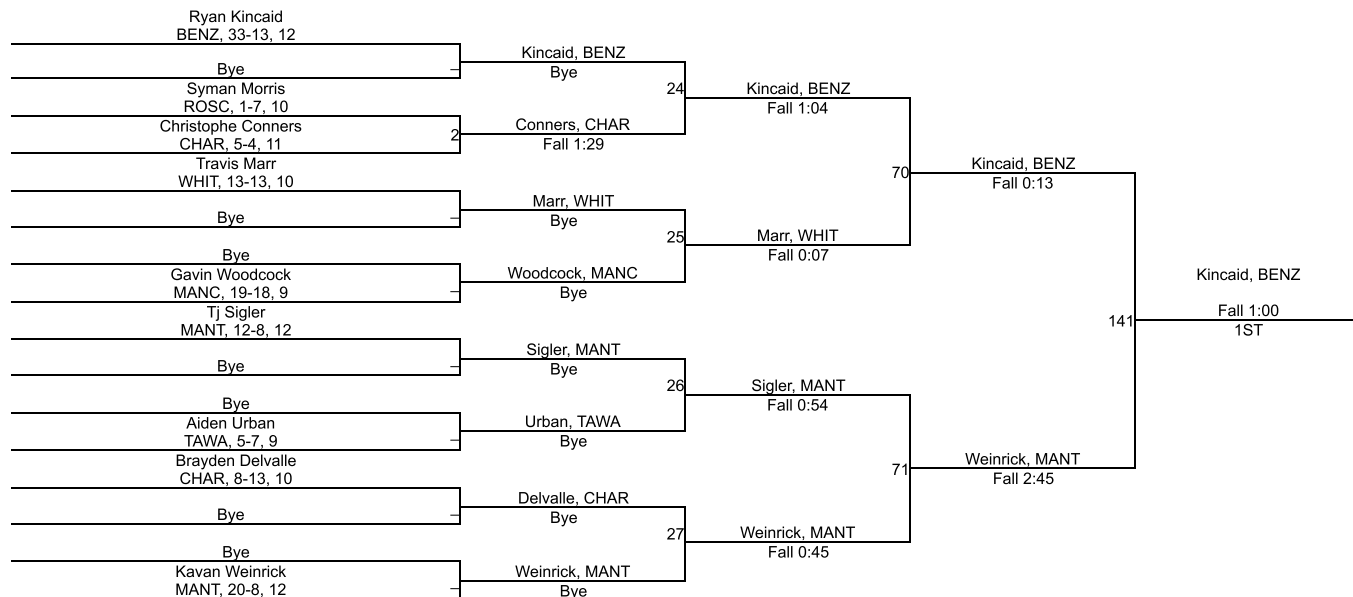 Ryan Kincaid
BENZ, 33-13, 12
Bye
Syman Morris
ROSC, 1-7, 10
Christophe Conners
CHAR, 5-4, 11
2
Travis Marr
WHIT, 13-13, 10
Bye
Bye
Gavin Woodcock
MANC, 19-18, 9
Tj Sigler
MANT, 12-8, 12
Bye
Bye
Aiden Urban
TAWA, 5-7, 9
Brayden Delvalle
CHAR, 8-13, 10
Bye
Bye
Kavan Weinrick
MANT, 20-8, 12
Kincaid, BENZ
Bye
24
Conners, CHAR
Fall 1:29
Marr, WHIT
Bye
25
Woodcock, MANC
Bye
Sigler, MANT
Bye
26
Urban, TAWA
Bye
Delvalle, CHAR
Bye
27
Weinrick, MANT
Bye
Kincaid, BENZ
Fall 1:04
70
Marr, WHIT
Fall 0:07
Sigler, MANT
Fall 0:54
71
Weinrick, MANT
Fall 0:45
Kincaid, BENZ
Fall 0:13
141
Weinrick, MANT
Fall 2:45
Kincaid, BENZ
Fall 1:00
1ST